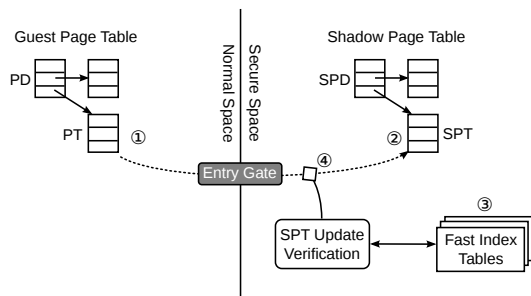 Guest Page Table
Shadow Page Table
PD
SPD
Normal Space
Secure Space
PT
①
②
SPT
Entry Gate
④
③
SPT Update
Verification
Fast Index
Tables